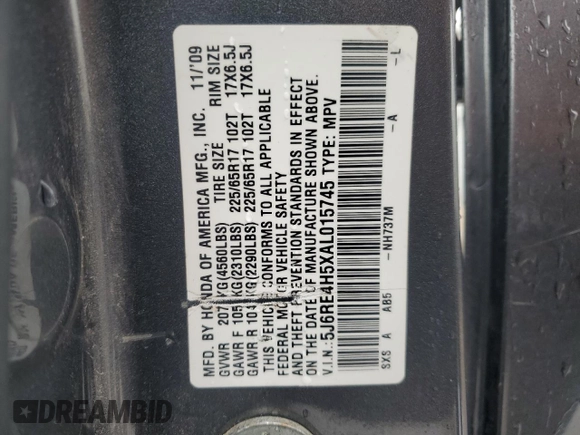 MFD. BY HONDA OF AMERICA MFG., INC. 11/'09
TIRE SIZE RIM SIZE
GVWR 207 KG(4560LBS)
GAWR F 105 KG(2310LBS) 225/65R17 102T 17X6.5J
GAWR R 104 KG(2290LBS) 225/65R17 102T 17X6.5J
THIS VEHICLE CONFORMS TO ALL APPLICABLE
FEDERAL MOTOR VEHICLE SAFETY
AND THEFT PREVENTION STANDARDS IN EFFECT
ON THE DATE OF MANUFACTURE SHOWN ABOVE.
V.I.N.:5J6RE4H5XAL015745 TYPE: MPV
SXS A A85 -NH737M -A -L
DREAMBID